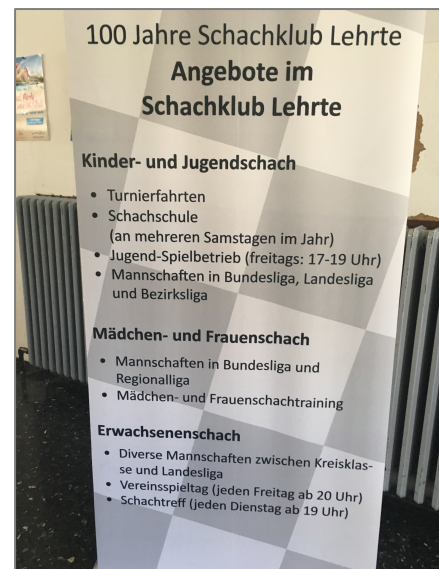 100 Jahre Schachklub Lehrte
Angebote im
Schachklub Lehrte
Kinder- und Jugendschach
• Turnierfahrten
• Schachschule
(an mehreren Samstagen im Jahr)
• Jugend-Spielbetrieb (freitags: 17-19 Uhr)
• Mannschaften in Bundesliga, Landesliga
und Bezirksliga
Mädchen- und Frauenschach
• Mannschaften in Bundesliga und
Regionalliga
• Mädchen- und Frauenschachtraining
Erwachsenenschach
• Diverse Mannschaften zwischen Kreisklas-
se und Landesliga
• Vereinsspieltag (jeden Freitag ab 20 Uhr)
• Schachtreff (jeden Dienstag ab 19 Uhr)